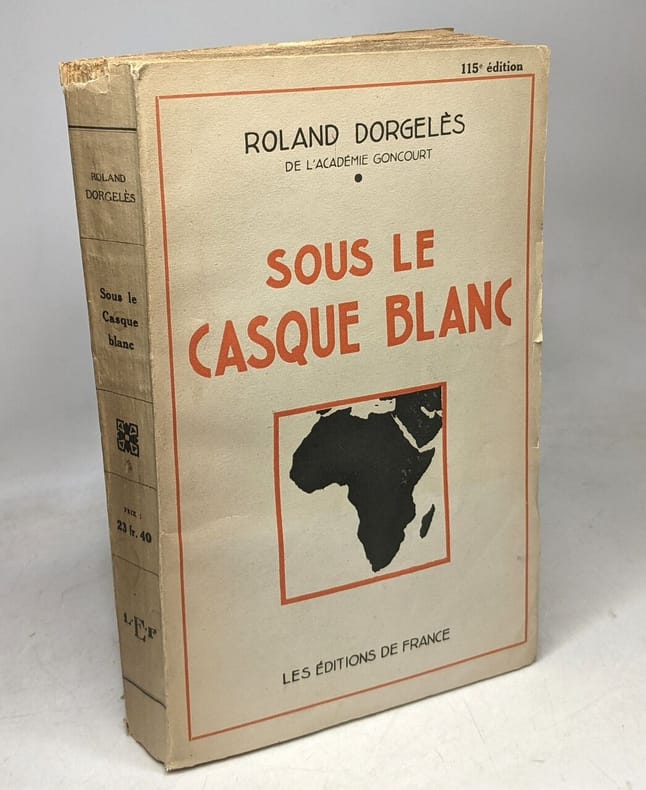 115e édition
ROLAND DORGELÈS
DE L'ACADÉMIE GONCOURT
SOUS LE
CASQUE BLANC
LES ÉDITIONS DE FRANCE
ROLAND
DORGELÈS
Sous le
Casque
blanc
PRIX :
23 fr. 40
L.E.F